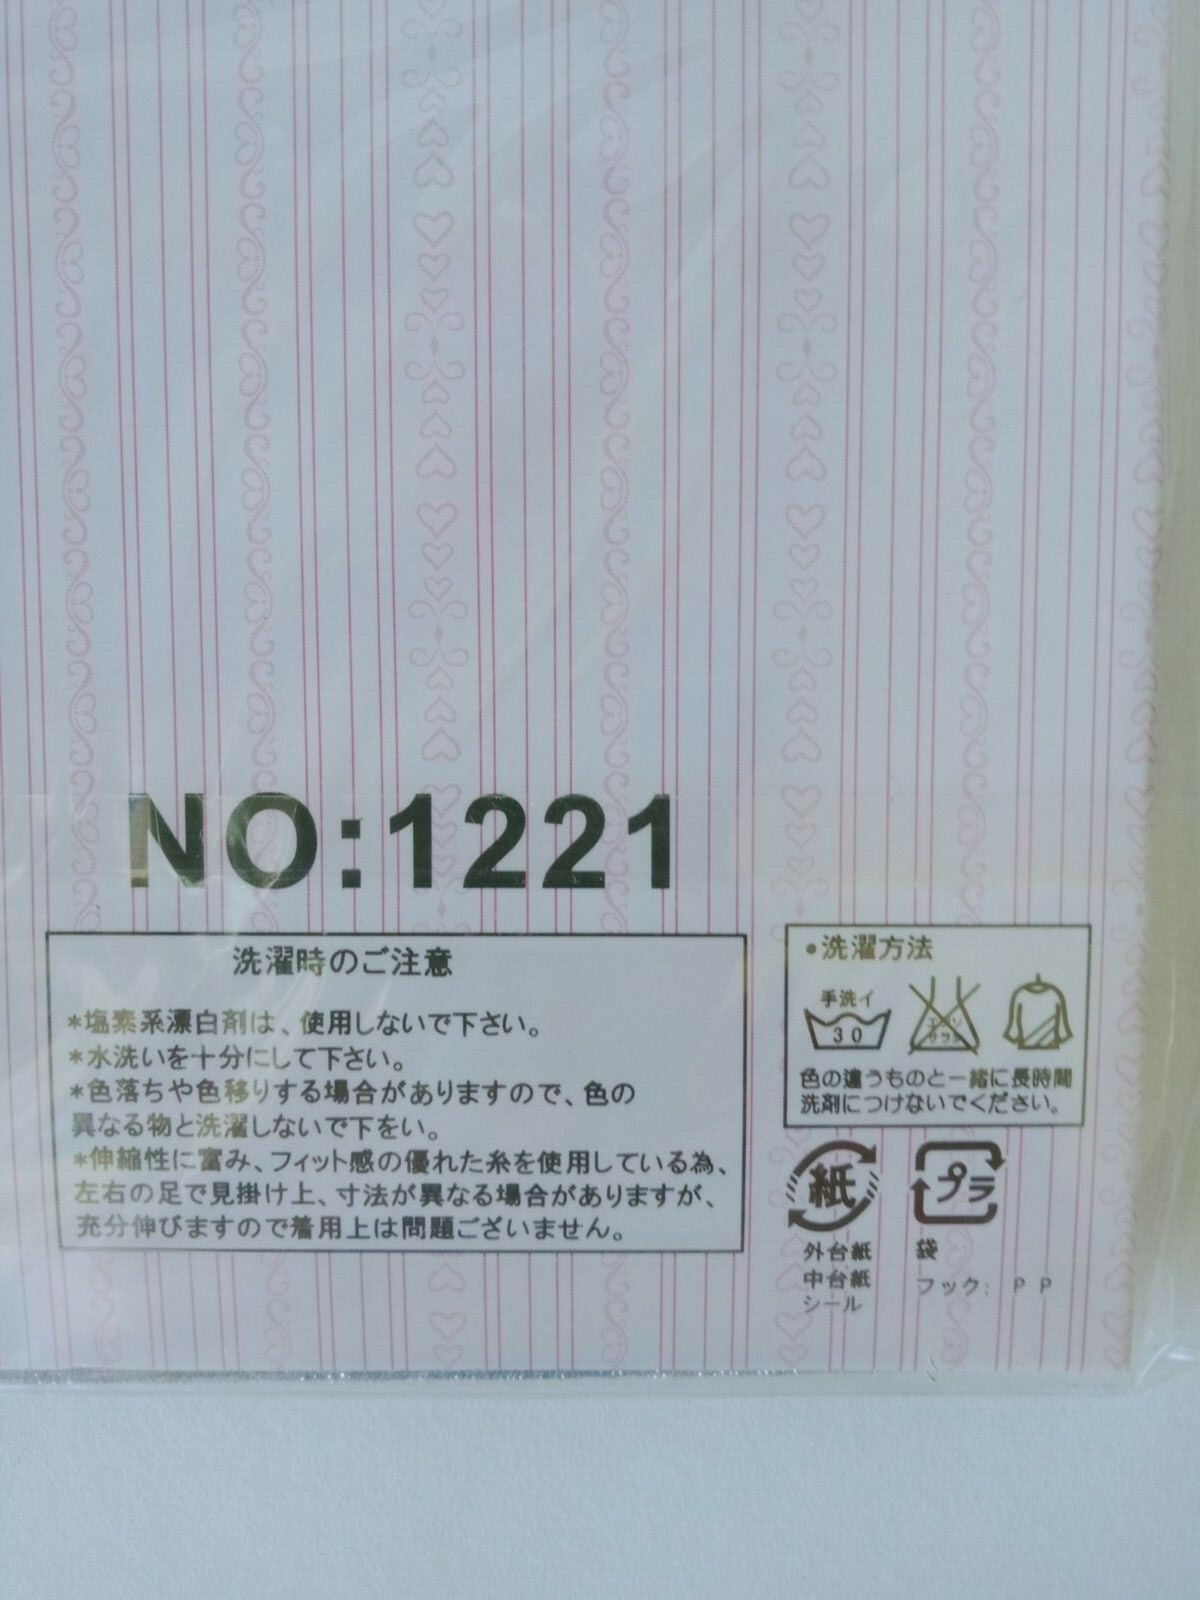 NO:1221
洗濯時のご注意
*塩素系漂白剤は、使用しないで下さい。
*水洗いを十分にして下さい。
*色落ちや色移りする場合がありますので、色の
異なる物と洗濯しないで下をい。
*伸縮性に富み、フィット感の優れた糸を使用している為、
左右の足で見掛け上、寸法が異なる場合がありますが、
充分伸びますので着用上は問題ございません。
•洗濯方法
手洗イ
30
エンソ
サラシ
色の違うものと一緒に長時間
洗剤につけないでください。
紙
プラ
外台紙
中台紙
シール
袋
フック: PP